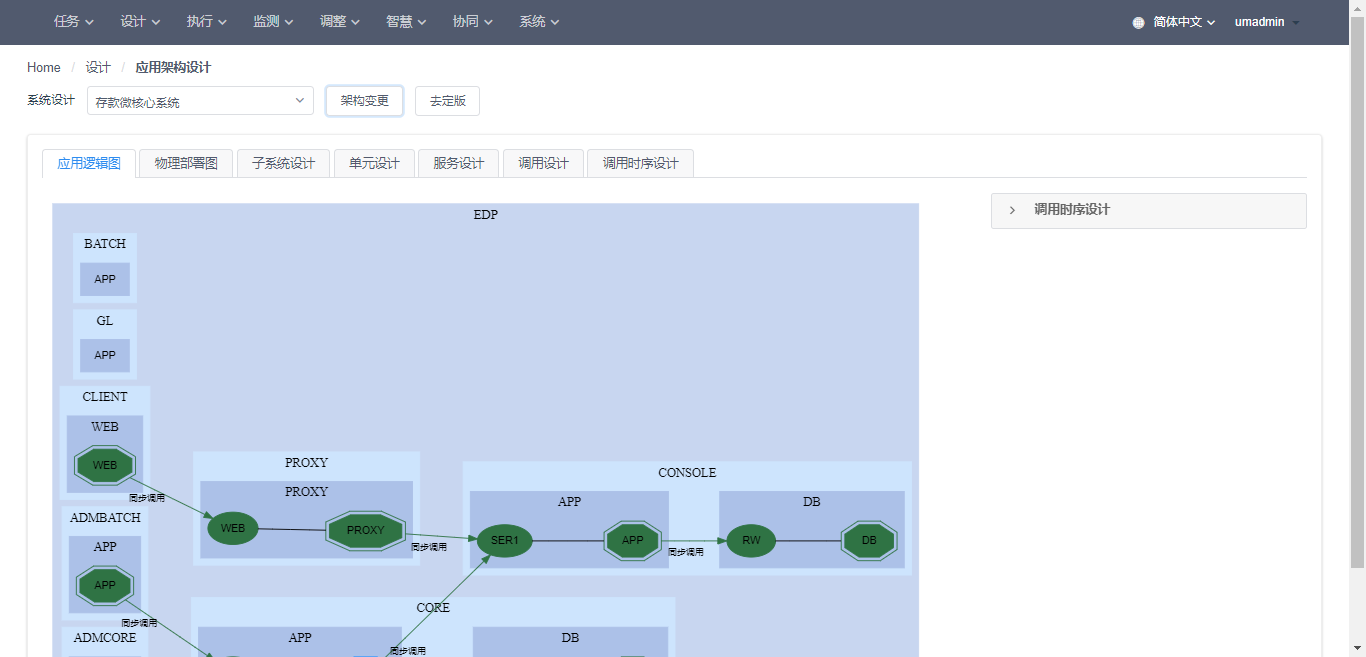 任务 设计 执行 监测 调整 智慧 协同 系统 简体中文 umadmin
Home / 设计 / 应用架构设计
系统设计 存款微核心系统 架构变更 去定版
应用逻辑图 物理部署图 子系统设计 单元设计 服务设计 调用设计 调用时序设计
调用时序设计
EDP
BATCH
APP
GL
APP
CLIENT
WEB
WEB
同步调用
PROXY
PROXY
WEB
PROXY
同步调用
CONSOLE
APP
SER1
APP
同步调用
DB
RW
DB
ADMBATCH
APP
APP
同步调用
ADMCORE
CORE
APP
同步调用
DB